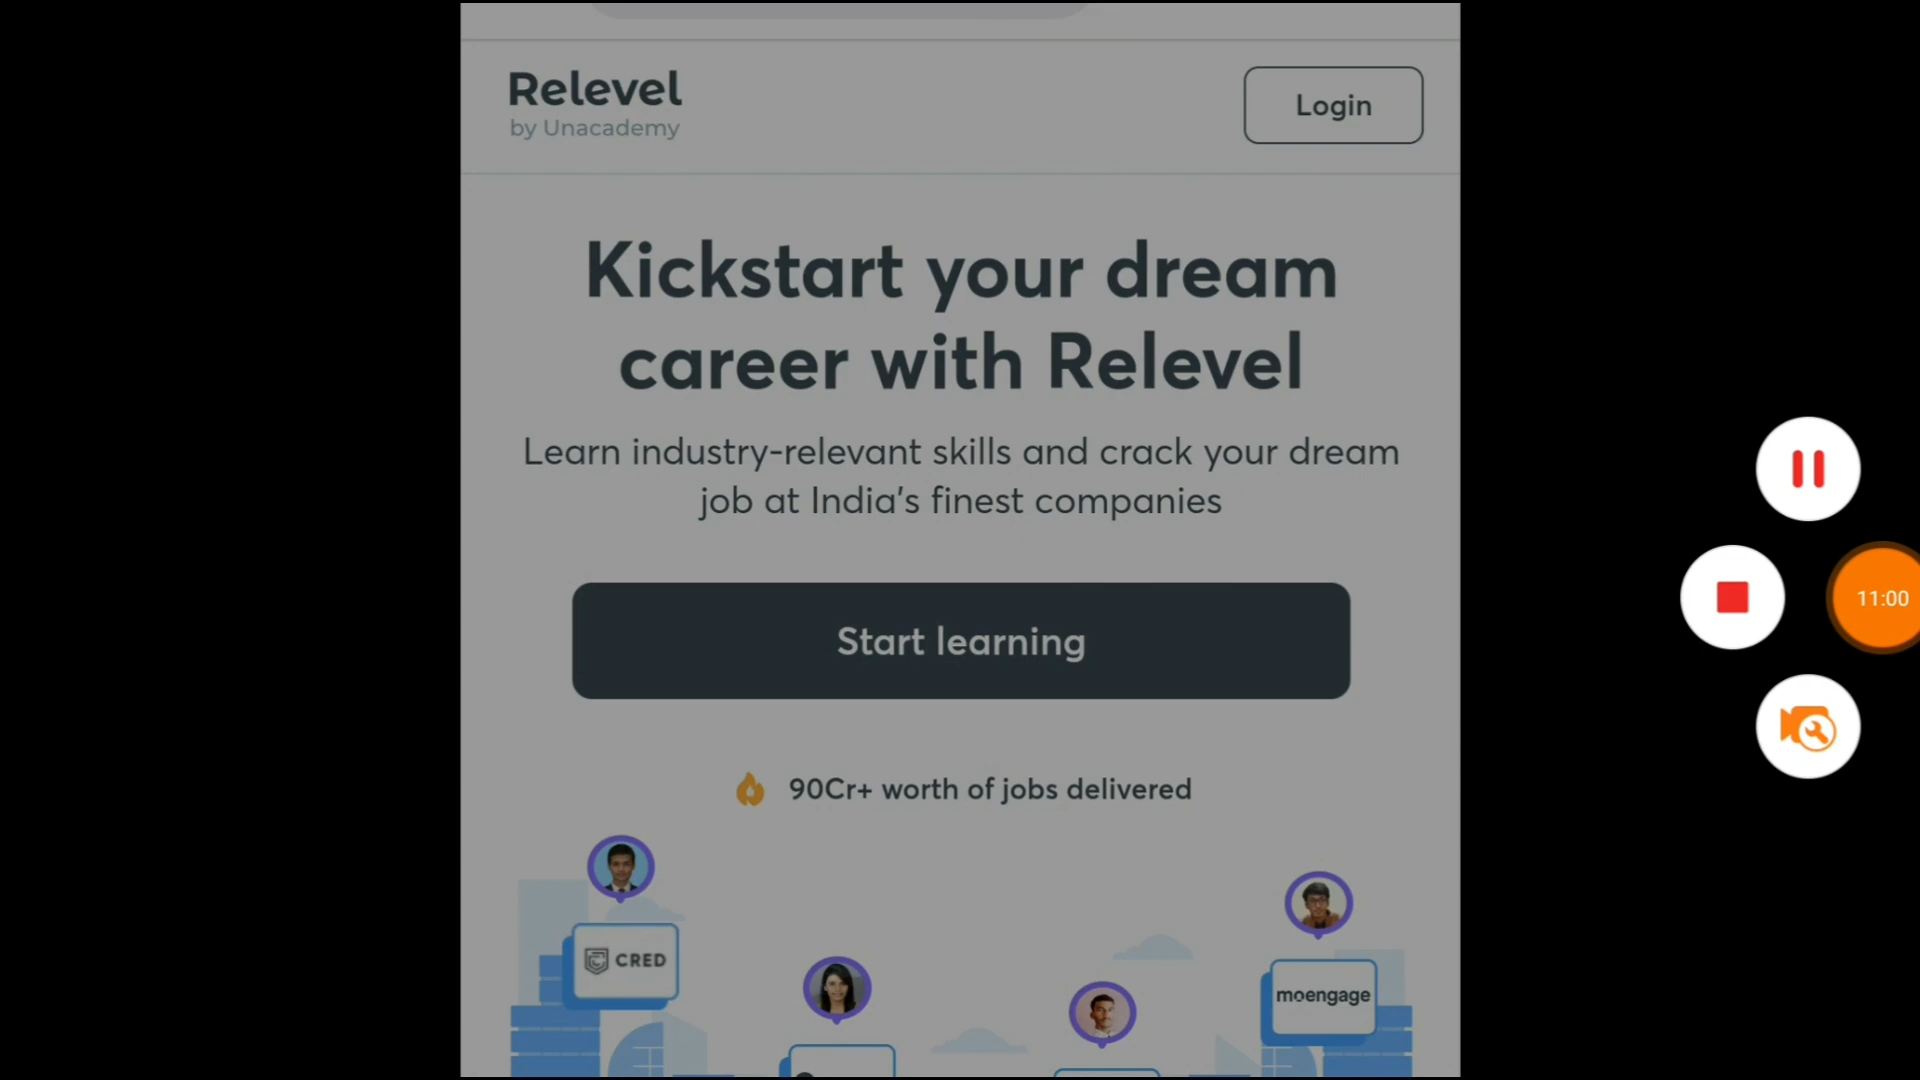 Relevel
by Unacademy
Login
Kickstart your dream
career with Relevel
Learn industry-relevant skills and crack your dream
job at India's finest companies
Start learning
11:00
90Cr+ worth of jobs delivered
CRED
moengage